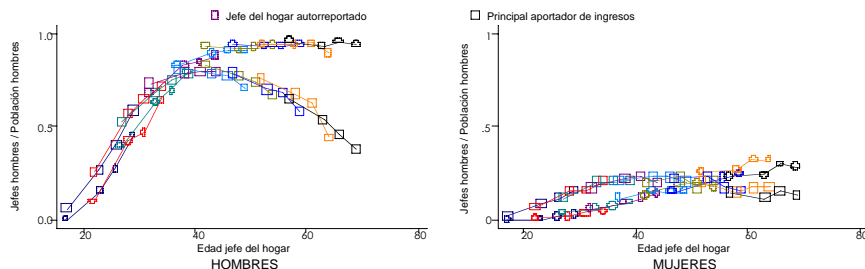 Jefe del hogar autorreportado
Principal aportador de ingresos
Jefes hombres / Población hombres
1.0
0.5
0.0
20
40
60
80
Edad jefe del hogar
HOMBRES
Jefes hombres / Población hombres
1
.5
0
20
40
60
80
Edad jefe del hogar
MUJERES